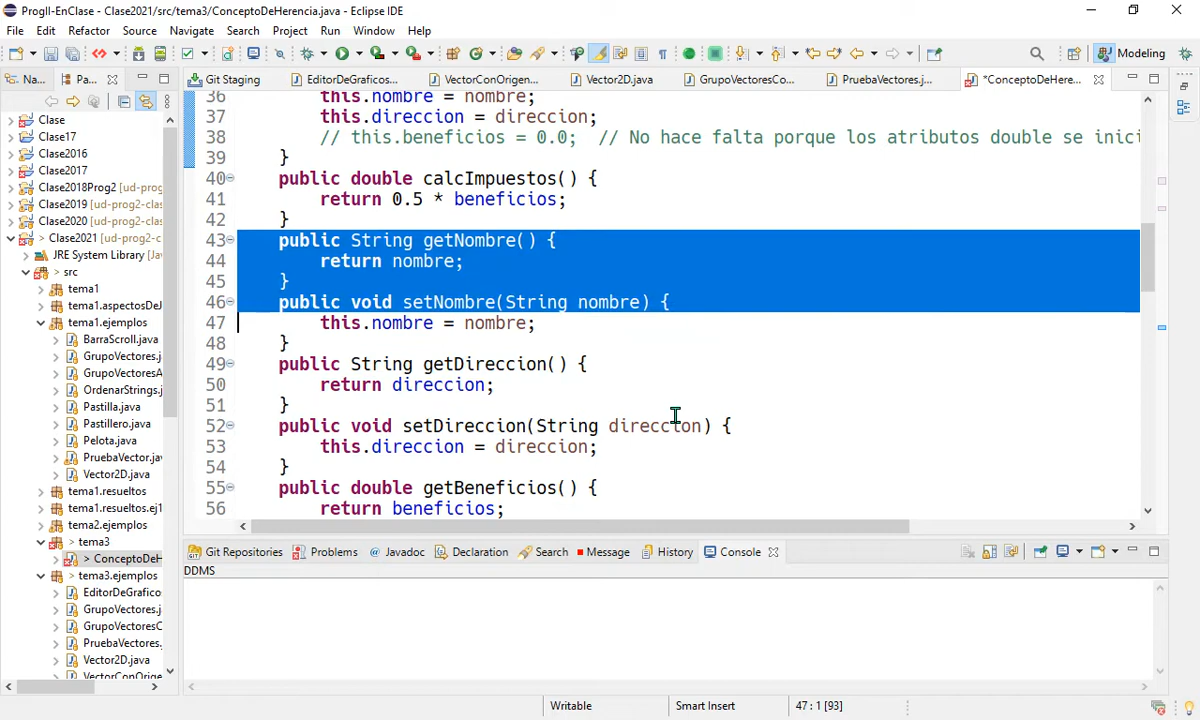 ProgII-EnClase - Clase2021/src/tema3/ConceptoDeHerencia.java - Eclipse IDE
File Edit Refactor Source Navigate Search Project Run Window Help
Modeling
Na... Pa...
Git Staging EditorDeGraficos... VectorConOrigen... Vector2D.java GrupoVectoresCo... PruebaVectores.j... *ConceptoDeHere...
Clase
Clase17
Clase2016
Clase2017
Clase2018Prog2 [ud-prog
Clase2019 [ud-prog2-clas
Clase2020 [ud-prog2-clas
> Clase2021 [ud-prog2-c
JRE System Library [Jav
> src
tema1
tema1.aspectosDeJ
tema1.ejemplos
BarraScroll.java
GrupoVectores.j
GrupoVectoresA
OrdenarStrings.j
Pastilla.java
Pastillero.java
Pelota.java
PruebaVector.jav
Vector2D.java
tema1.resueltos
tema1.resueltos.ej1
tema2.ejemplos
> tema3
> ConceptoDeH
> tema3.ejemplos
EditorDeGrafico
GrupoVectores.j
GrupoVectoresC
PruebaVectores.
Vector2D.java
VectorConOrige
36 this.nombre = nombre;
37 this.direccion = direccion;
38 // this.beneficios = 0.0; // No hace falta porque los atributos double se inici
39 }
40 public double calcImpuestos() {
41 return 0.5 * beneficios;
42 }
43 public String getNombre() {
44 return nombre;
45 }
46 public void setNombre(String nombre) {
47 this.nombre = nombre;
48 }
49 public String getDireccion() {
50 return direccion;
51 }
52 public void setDireccion(String direccion) {
53 this.direccion = direccion;
54 }
55 public double getBeneficios() {
56 return beneficios;
Git Repositories Problems @ Javadoc Declaration Search Message History Console
DDMS
Writable Smart Insert 47 : 1 [93]